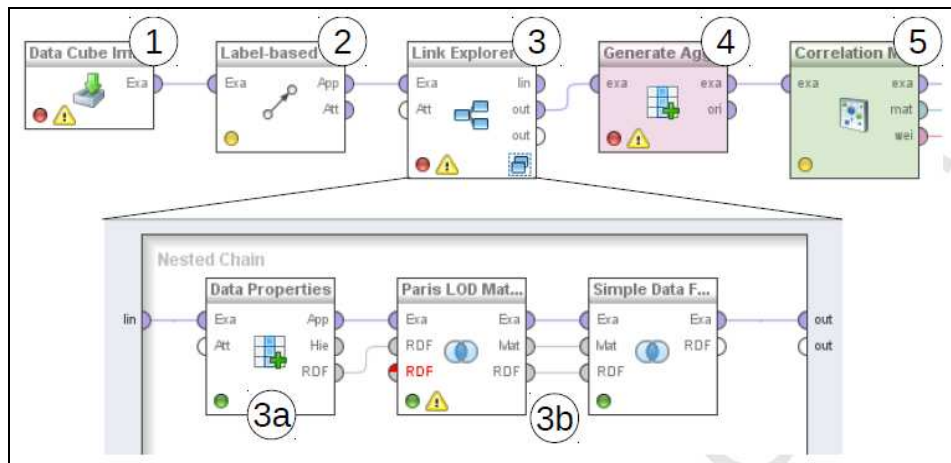 1 2 3 4 5
Data Cube Im
Label-based
Link Explorer
Generate Agg
Correlation M
Exa
Exa App
Att
Exa lin
Att out
out
exa exa
ori
exa exa
mat
wei
Nested Chain
Data Properties
Paris LOD Mat...
Simple Data F...
lin
Exa App
Att Hie
RDF
Exa Exa
RDF Mat
RDF RDF
Exa Exa
Mat RDF
RDF
out
out
3a
3b